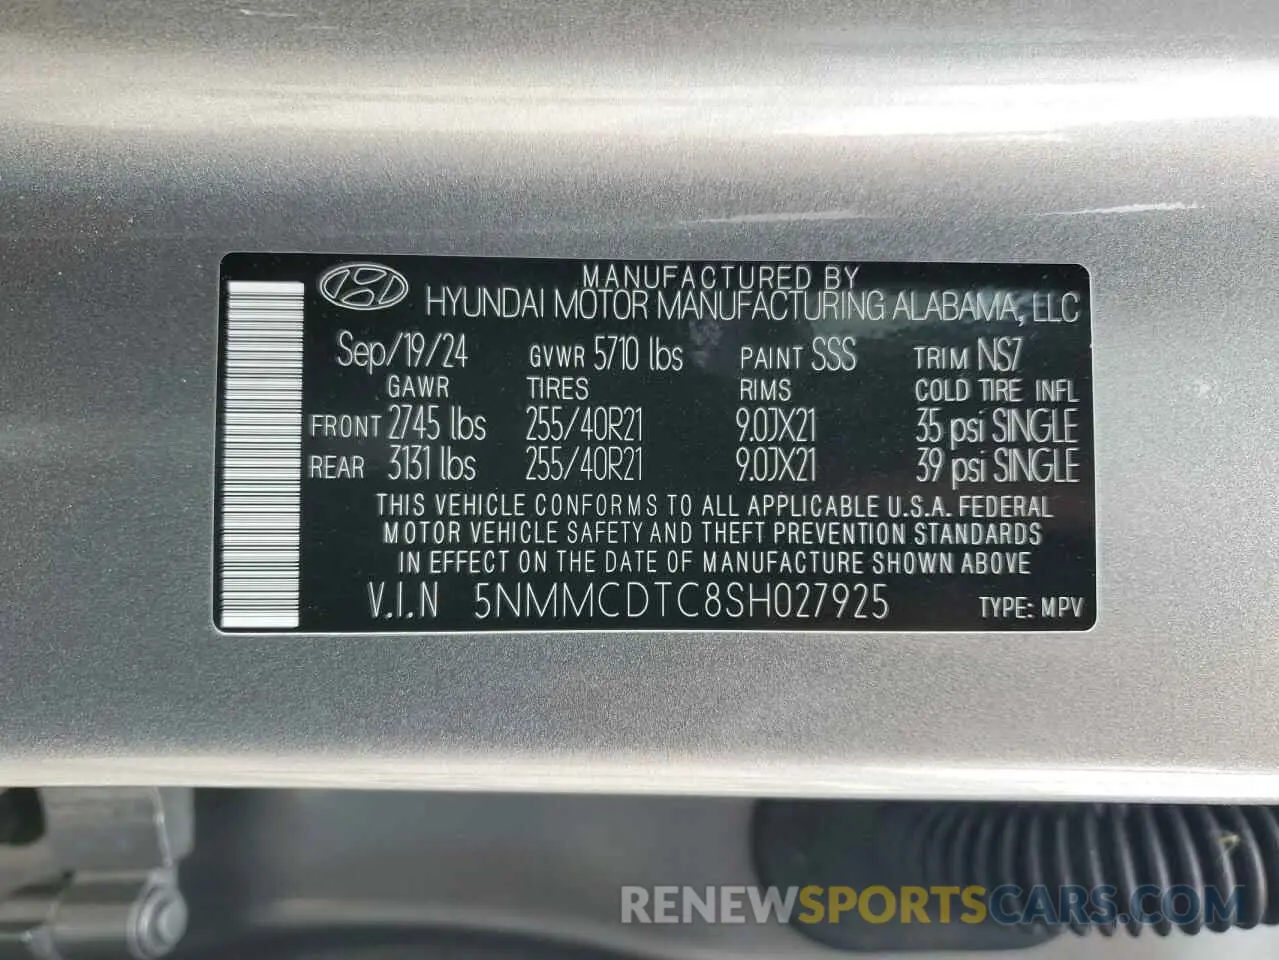 MANUFACTURED BY
HYUNDAI MOTOR MANUFACTURING ALABAMA, LLC
Sep/19/24 GVWR 5710 lbs PAINT SSS TRIM NS7
GAWR TIRES RIMS COLD TIRE INFL
FRONT 2745 lbs 255/40R21 9.0JX21 35 psi SINGLE
REAR 3131 lbs 255/40R21 9.0JX21 39 psi SINGLE
THIS VEHICLE CONFORMS TO ALL APPLICABLE U.S.A. FEDERAL
MOTOR VEHICLE SAFETY AND THEFT PREVENTION STANDARDS
IN EFFECT ON THE DATE OF MANUFACTURE SHOWN ABOVE
V.I.N 5NMMCDTC8SH027925 TYPE: MPV
RENEWSPORTSCARS.COM